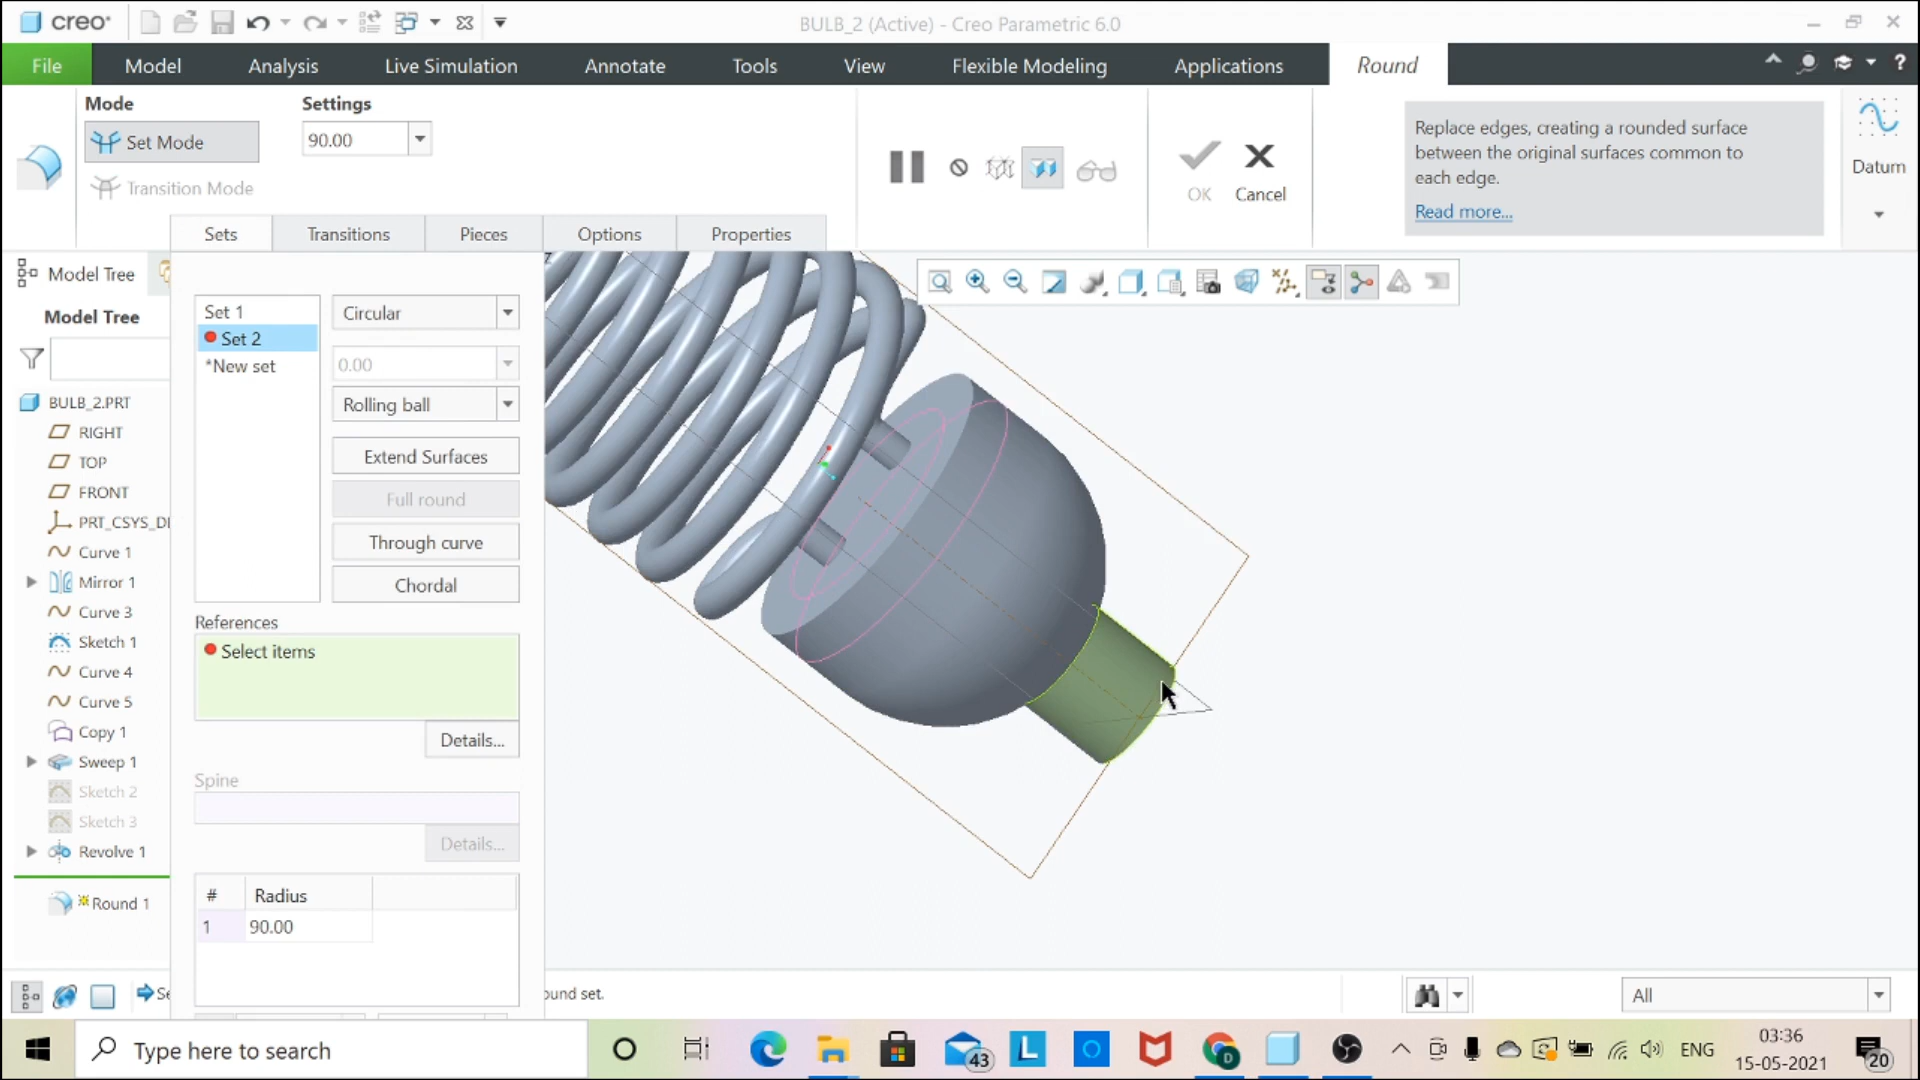 creo
BULB_2 (Active) - Creo Parametric 6.0
File Model Analysis Live Simulation Annotate Tools View Flexible Modeling Applications Round
Mode Settings
Set Mode 90.00
Transition Mode
OK Cancel
Replace edges, creating a rounded surface
between the original surfaces common to
each edge.
Read more...
Datum
Sets Transitions Pieces Options Properties
Model Tree
Model Tree
BULB_2.PRT
RIGHT
TOP
FRONT
PRT_CSYS_D
Curve 1
Mirror 1
Curve 3
Sketch 1
Curve 4
Curve 5
Copy 1
Sweep 1
Sketch 2
Sketch 3
Revolve 1
Round 1
Set 1
Set 2
*New set
Circular
0.00
Rolling ball
Extend Surfaces
Full round
Through curve
Chordal
References
Select items
Details...
Spine
Details...
# Radius
1 90.00
Se
ound set.
All
Type here to search
43
L
D
ENG
03:36
15-05-2021
20